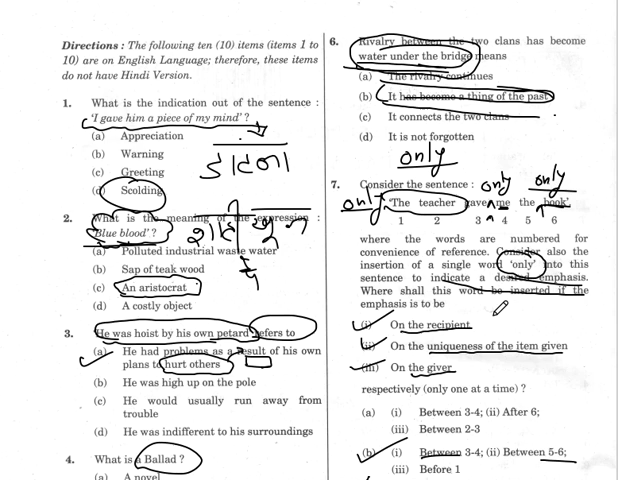 Directions : The following ten (10) items (items 1 to
10) are on English Language; therefore, these items
do not have Hindi Version.
1. What is the indication out of the sentence :
'I gave him a piece of my mind' ?
(a) Appreciation
(b) Warning
(c) Greeting
(d) Scolding
डाटना
2. What is the meaning of the expression :
'Blue blood' ?
शाही खून
(a) Polluted industrial waste water
(b) Sap of teak wood
(c) An aristocrat
(d) A costly object
3. He was hoist by his own petard refers to
(a) He had problems as a result of his own
plans to hurt others
(b) He was high up on the pole
(c) He would usually run away from
trouble
(d) He was indifferent to his surroundings
4. What is a Ballad ?
(a) A novel
6. Rivalry between the two clans has become
water under the bridge means
(a) The rivalry continues
(b) It has become a thing of the past
(c) It connects the two clans
(d) It is not forgotten
only
7. Consider the sentence :
only only
only
'The teacher gave me the book'.
1 2 3 4 5 6
where the words are numbered for
convenience of reference. Consider also the
insertion of a single word 'only' into this
sentence to indicate a desired emphasis.
Where shall this word be inserted if the
emphasis is to be
(i) On the recipient
(ii) On the uniqueness of the item given
(iii) On the giver
respectively (only one at a time) ?
(a) (i) Between 3-4; (ii) After 6;
(iii) Between 2-3
(b) (i) Between 3-4; (ii) Between 5-6;
(iii) Before 1